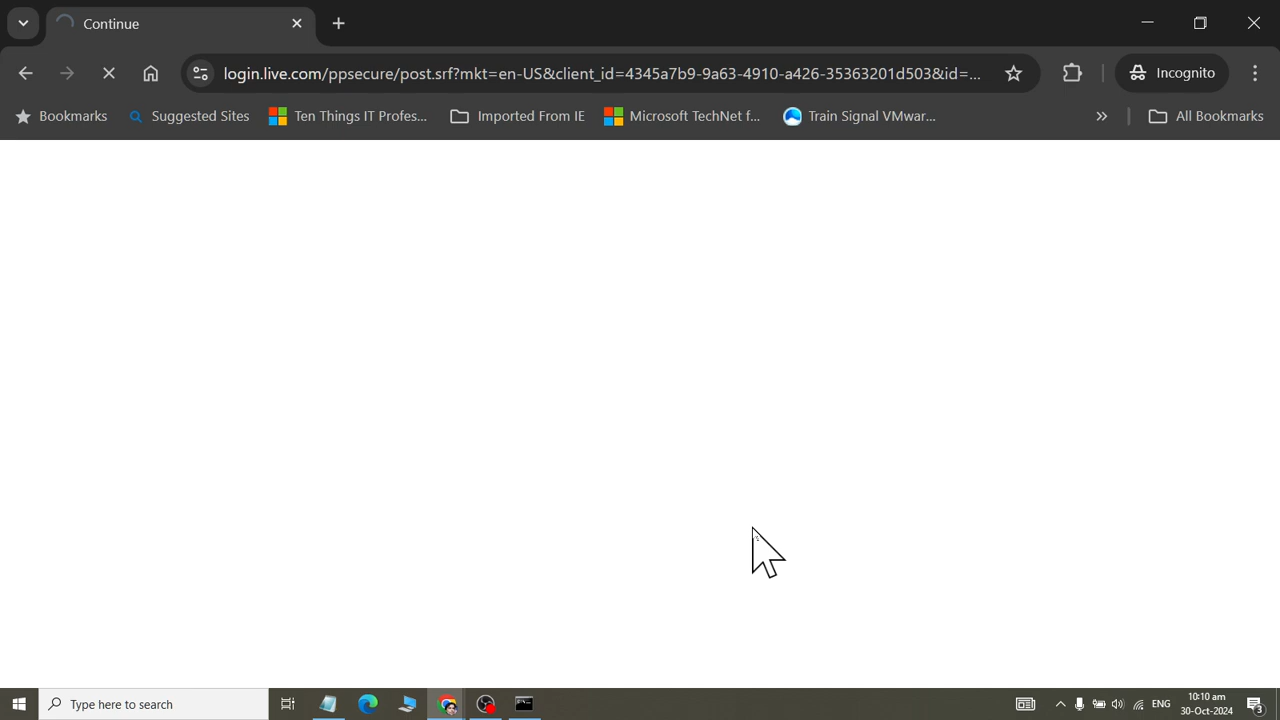 Continue
login.live.com/ppsecure/post.srf?mkt=en-US&client_id=4345a7b9-9a63-4910-a426-35363201d503&id=...
Incognito
Bookmarks
Suggested Sites
Ten Things IT Profes...
Imported From IE
Microsoft TechNet f...
Train Signal VMwar...
»
All Bookmarks
Type here to search
ENG
10:10 am
30-Oct-2024
3